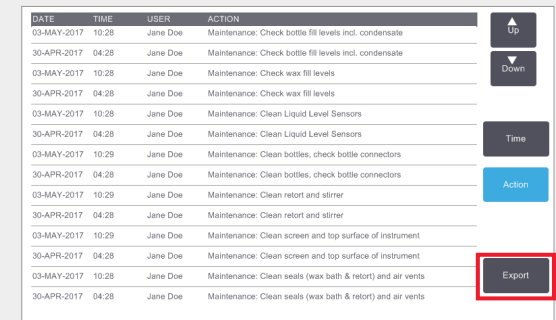 DATE TIME USER ACTION
03-MAY-2017 10:28 Jane Doe Maintenance: Check bottle fill levels incl. condensate
30-APR-2017 04:28 Jane Doe Maintenance: Check bottle fill levels incl. condensate
03-MAY-2017 10:28 Jane Doe Maintenance: Check wax fill levels
30-APR-2017 04:28 Jane Doe Maintenance: Check wax fill levels
03-MAY-2017 10:28 Jane Doe Maintenance: Clean Liquid Level Sensors
30-APR-2017 04:28 Jane Doe Maintenance: Clean Liquid Level Sensors
03-MAY-2017 10:29 Jane Doe Maintenance: Clean bottles, check bottle connectors
30-APR-2017 04:28 Jane Doe Maintenance: Clean bottles, check bottle connectors
03-MAY-2017 10:29 Jane Doe Maintenance: Clean retort and stirrer
30-APR-2017 04:28 Jane Doe Maintenance: Clean retort and stirrer
03-MAY-2017 10:29 Jane Doe Maintenance: Clean screen and top surface of instrument
30-APR-2017 04:28 Jane Doe Maintenance: Clean screen and top surface of instrument
03-MAY-2017 10:28 Jane Doe Maintenance: Clean seals (wax bath & retort) and air vents
30-APR-2017 04:28 Jane Doe Maintenance: Clean seals (wax bath & retort) and air vents
Up
Down
Time
Action
Export